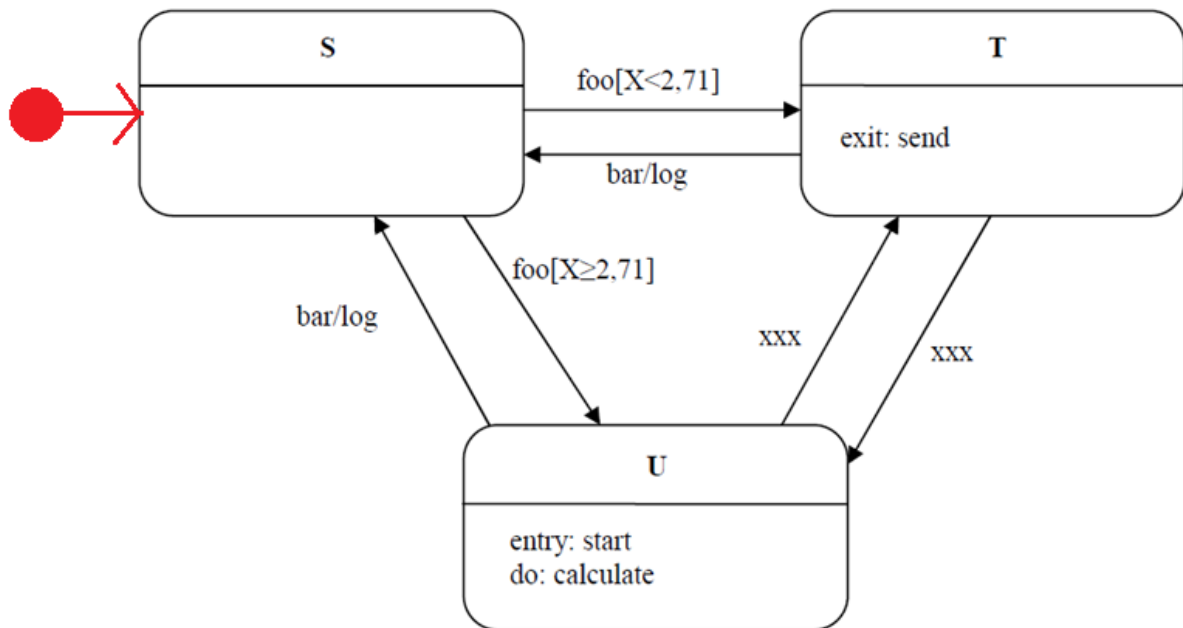 S
T
foo[X<2,71]
exit: send
bar/log
foo[X≥2,71]
bar/log
xxx
xxx
U
entry: start
do: calculate